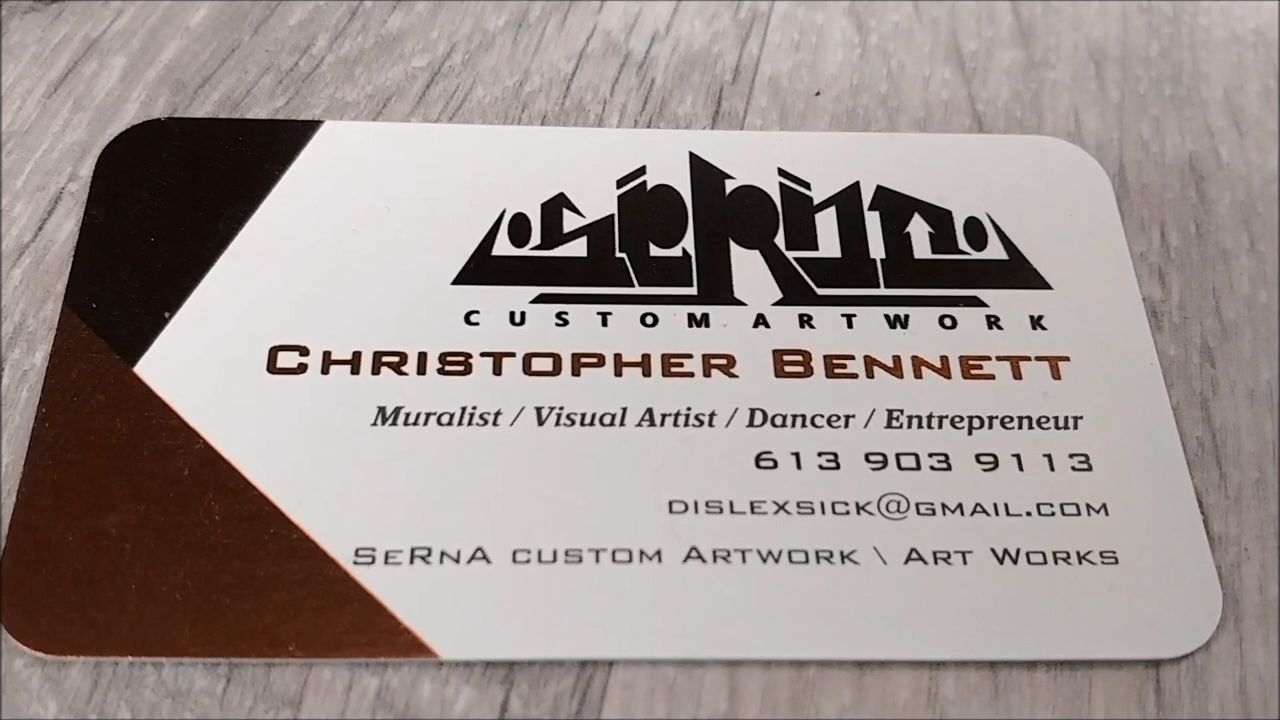 SeRnA
CUSTOM ARTWORK
CHRISTOPHER BENNETT
Muralist / Visual Artist / Dancer / Entrepreneur
613 903 9113
DISLEXSICK@GMAIL.COM
SeRnA CUSTOM ARTWORK \ ART WORKS